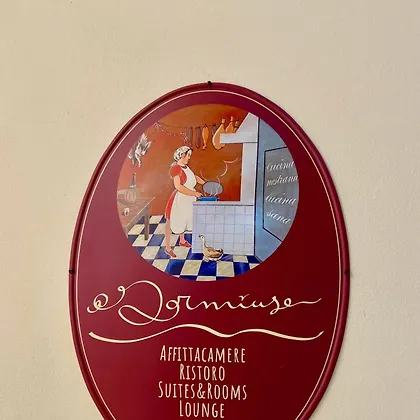 Cucina
nostrana
Cucina
sana
a Dormiuse
AFFITTACAMERE
RISTORO
SUITES&ROOMS
LOUNGE